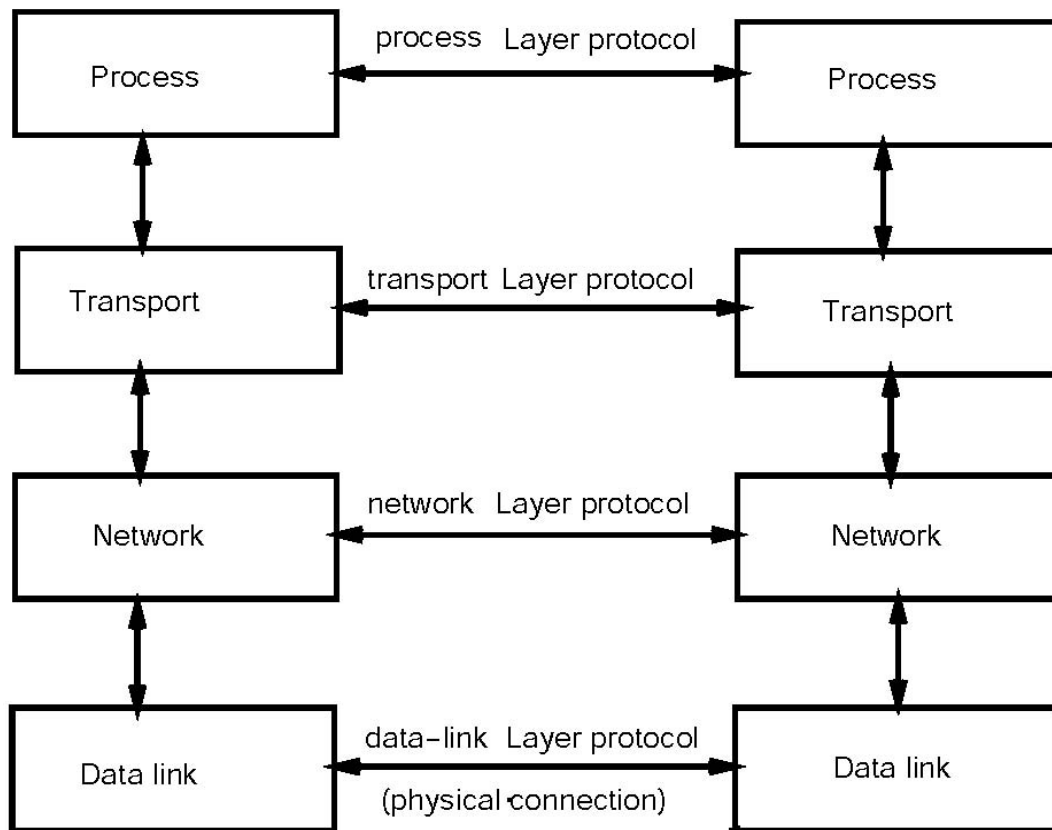 process Layer protocol
Process
Process
transport Layer protocol
Transport
Transport
network Layer protocol
Network
Network
data-link Layer protocol
Data link
Data link
(physical·connection)